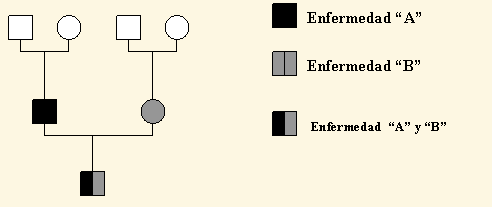 Enfermedad “A”
Enfermedad “B”
Enfermedad “A” y “B”